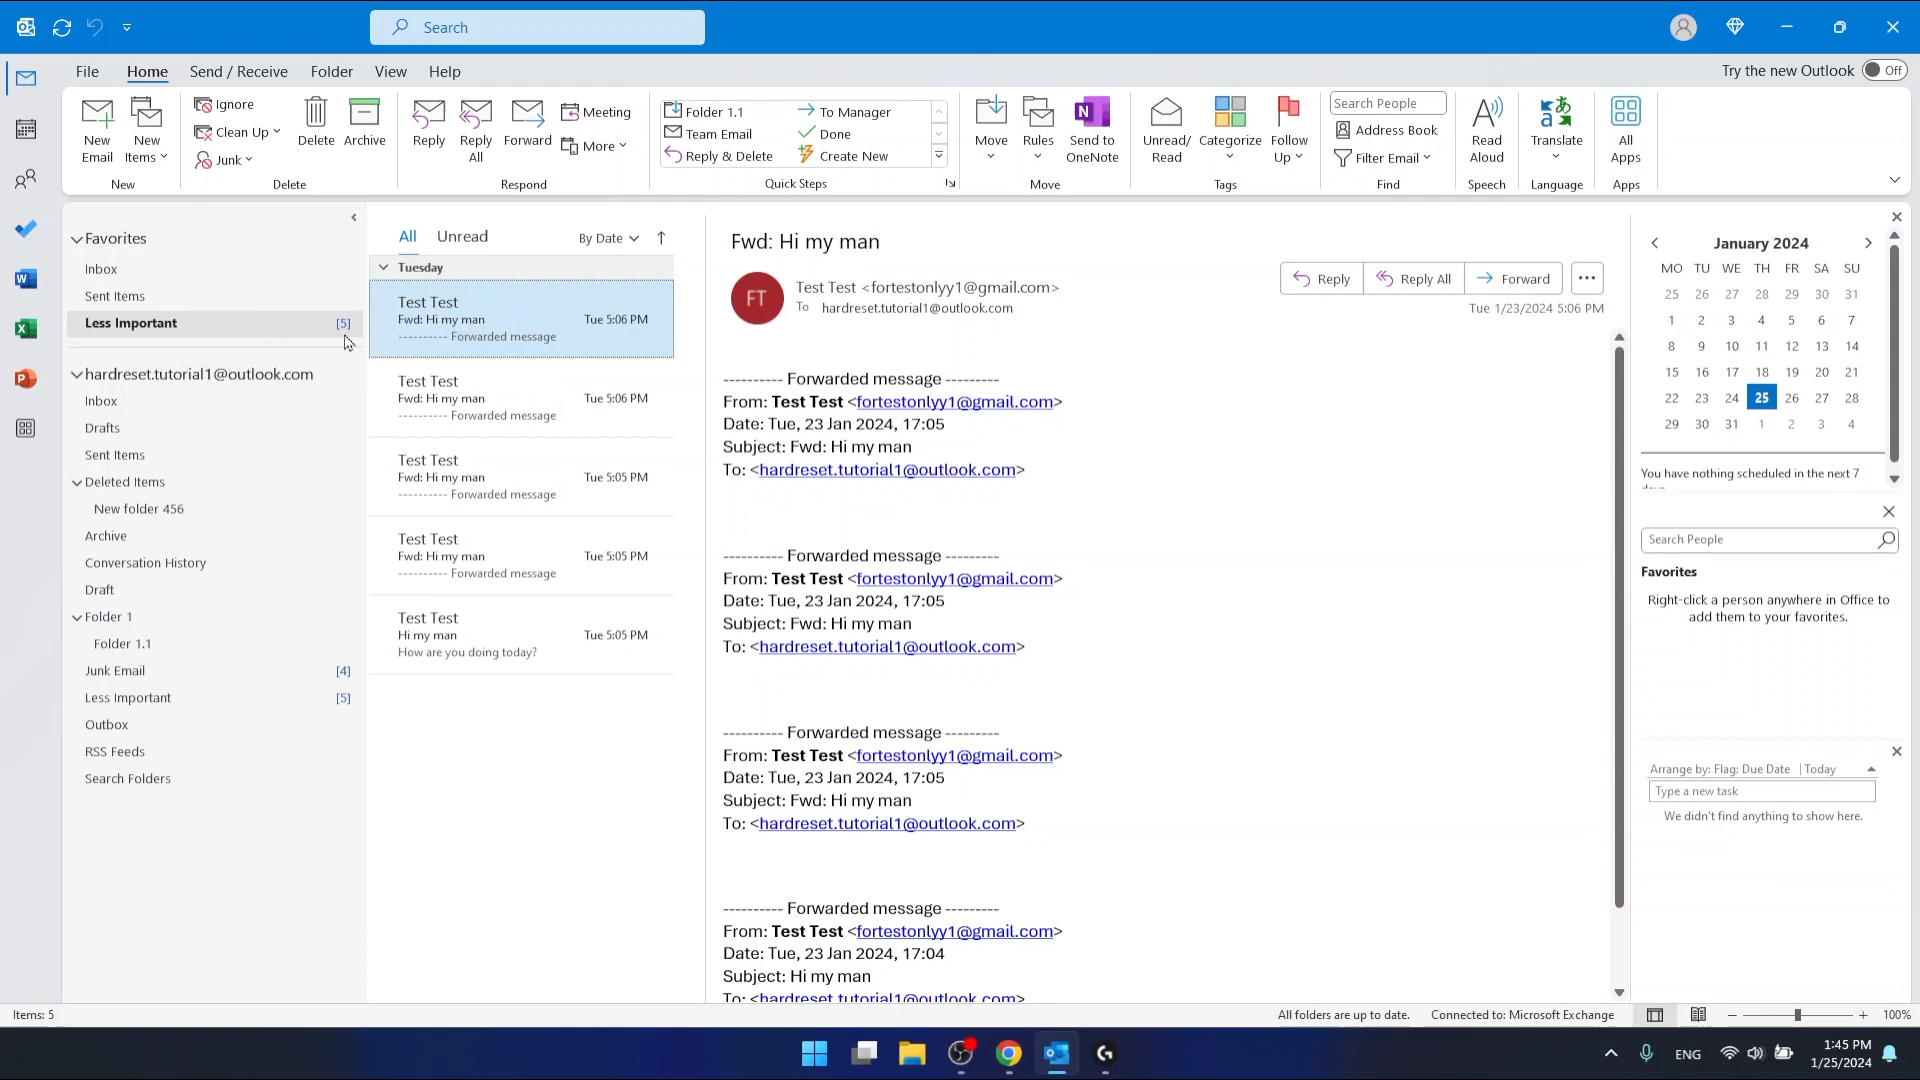 Search
File Home Send / Receive Folder View Help
Try the new Outlook Off
New Email
New Items
New
Ignore
Clean Up
Junk
Delete
Archive
Delete
Reply
Reply All
Forward
Meeting
More
Respond
Folder 1.1
Team Email
Reply & Delete
To Manager
Done
Create New
Quick Steps
Move
Rules
Send to OneNote
Move
Unread/ Read
Categorize
Follow Up
Tags
Search People
Address Book
Filter Email
Find
Read Aloud
Speech
Translate
Language
All Apps
Apps
Favorites
Inbox
Sent Items
Less Important [5]
hardreset.tutorial1@outlook.com
Inbox
Drafts
Sent Items
Deleted Items
New folder 456
Archive
Conversation History
Draft
Folder 1
Folder 1.1
Junk Email [4]
Less Important [5]
Outbox
RSS Feeds
Search Folders
All Unread By Date
Tuesday
Test Test
Fwd: Hi my man Tue 5:06 PM
---------- Forwarded message
Test Test
Fwd: Hi my man Tue 5:06 PM
---------- Forwarded message
Test Test
Fwd: Hi my man Tue 5:05 PM
---------- Forwarded message
Test Test
Fwd: Hi my man Tue 5:05 PM
---------- Forwarded message
Test Test
Hi my man Tue 5:05 PM
How are you doing today?
Fwd: Hi my man
FT
Test Test <fortestonlyy1@gmail.com>
To hardreset.tutorial1@outlook.com
Reply Reply All Forward
Tue 1/23/2024 5:06 PM
---------- Forwarded message ---------
From: Test Test <fortestonlyy1@gmail.com>
Date: Tue, 23 Jan 2024, 17:05
Subject: Fwd: Hi my man
To: <hardreset.tutorial1@outlook.com>
---------- Forwarded message ---------
From: Test Test <fortestonlyy1@gmail.com>
Date: Tue, 23 Jan 2024, 17:05
Subject: Fwd: Hi my man
To: <hardreset.tutorial1@outlook.com>
---------- Forwarded message ---------
From: Test Test <fortestonlyy1@gmail.com>
Date: Tue, 23 Jan 2024, 17:05
Subject: Fwd: Hi my man
To: <hardreset.tutorial1@outlook.com>
---------- Forwarded message ---------
From: Test Test <fortestonlyy1@gmail.com>
Date: Tue, 23 Jan 2024, 17:04
Subject: Hi my man
To: <hardreset.tutorial1@outlook.com>
January 2024
MO TU WE TH FR SA SU
25 26 27 28 29 30 31
1 2 3 4 5 6 7
8 9 10 11 12 13 14
15 16 17 18 19 20 21
22 23 24 25 26 27 28
29 30 31 1 2 3 4
You have nothing scheduled in the next 7
Search People
Favorites
Right-click a person anywhere in Office to
add them to your favorites.
Arrange by: Flag: Due Date | Today
Type a new task
We didn't find anything to show here.
Items: 5
All folders are up to date. Connected to: Microsoft Exchange 100%
ENG
1:45 PM
1/25/2024